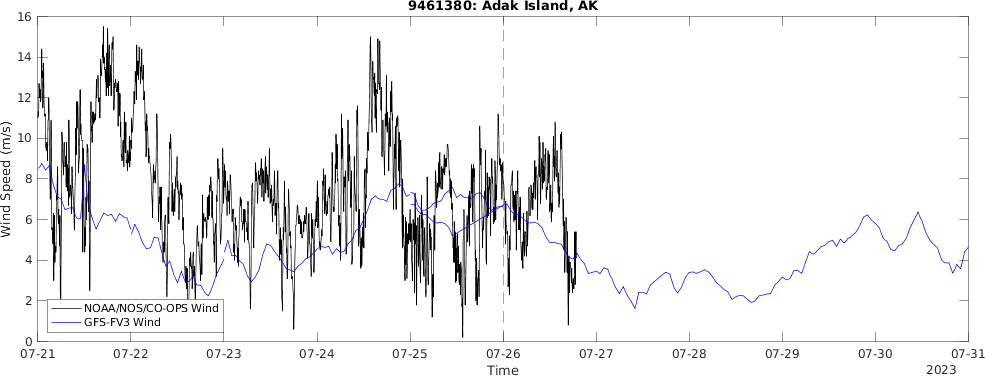 9461380: Adak Island, AK
Wind Speed (m/s)
16
14
12
10
8
6
4
2
0
NOAA/NOS/CO-OPS Wind
GFS-FV3 Wind
07-21 07-22 07-23 07-24 07-25 07-26 07-27 07-28 07-29 07-30 07-31
Time
2023